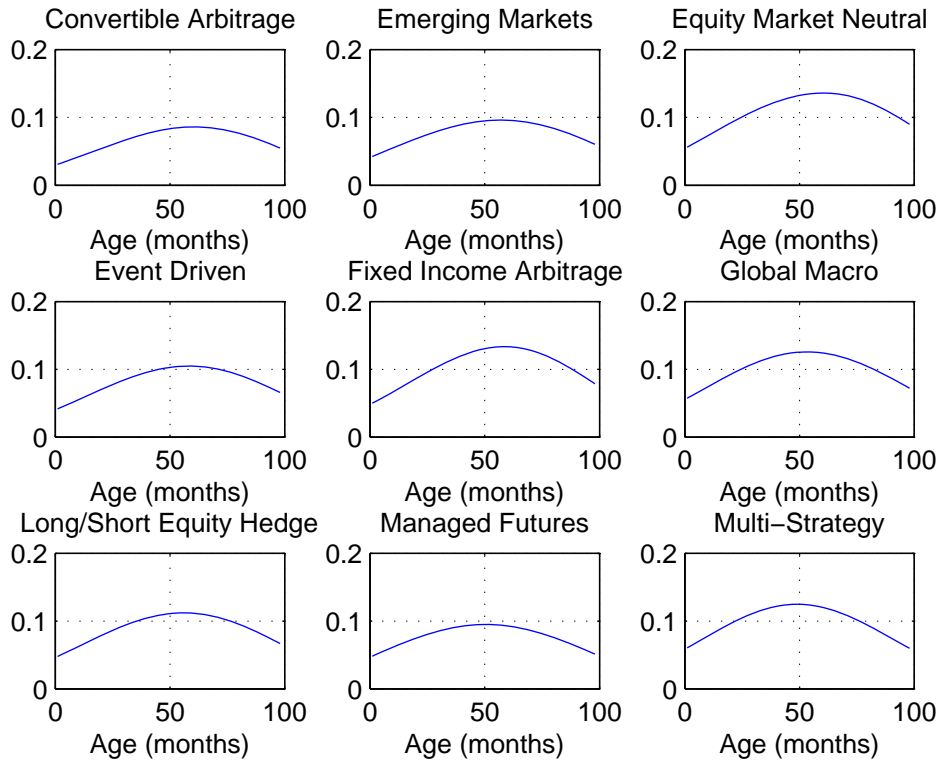 Convertible Arbitrage
0.2
0.1
0
0 50 100
Age (months)
Emerging Markets
0.2
0.1
0
0 50 100
Age (months)
Equity Market Neutral
0.2
0.1
0
0 50 100
Age (months)
Event Driven
0.2
0.1
0
0 50 100
Age (months)
Fixed Income Arbitrage
0.2
0.1
0
0 50 100
Age (months)
Global Macro
0.2
0.1
0
0 50 100
Age (months)
Long/Short Equity Hedge
0.2
0.1
0
0 50 100
Age (months)
Managed Futures
0.2
0.1
0
0 50 100
Age (months)
Multi−Strategy
0.2
0.1
0
0 50 100
Age (months)